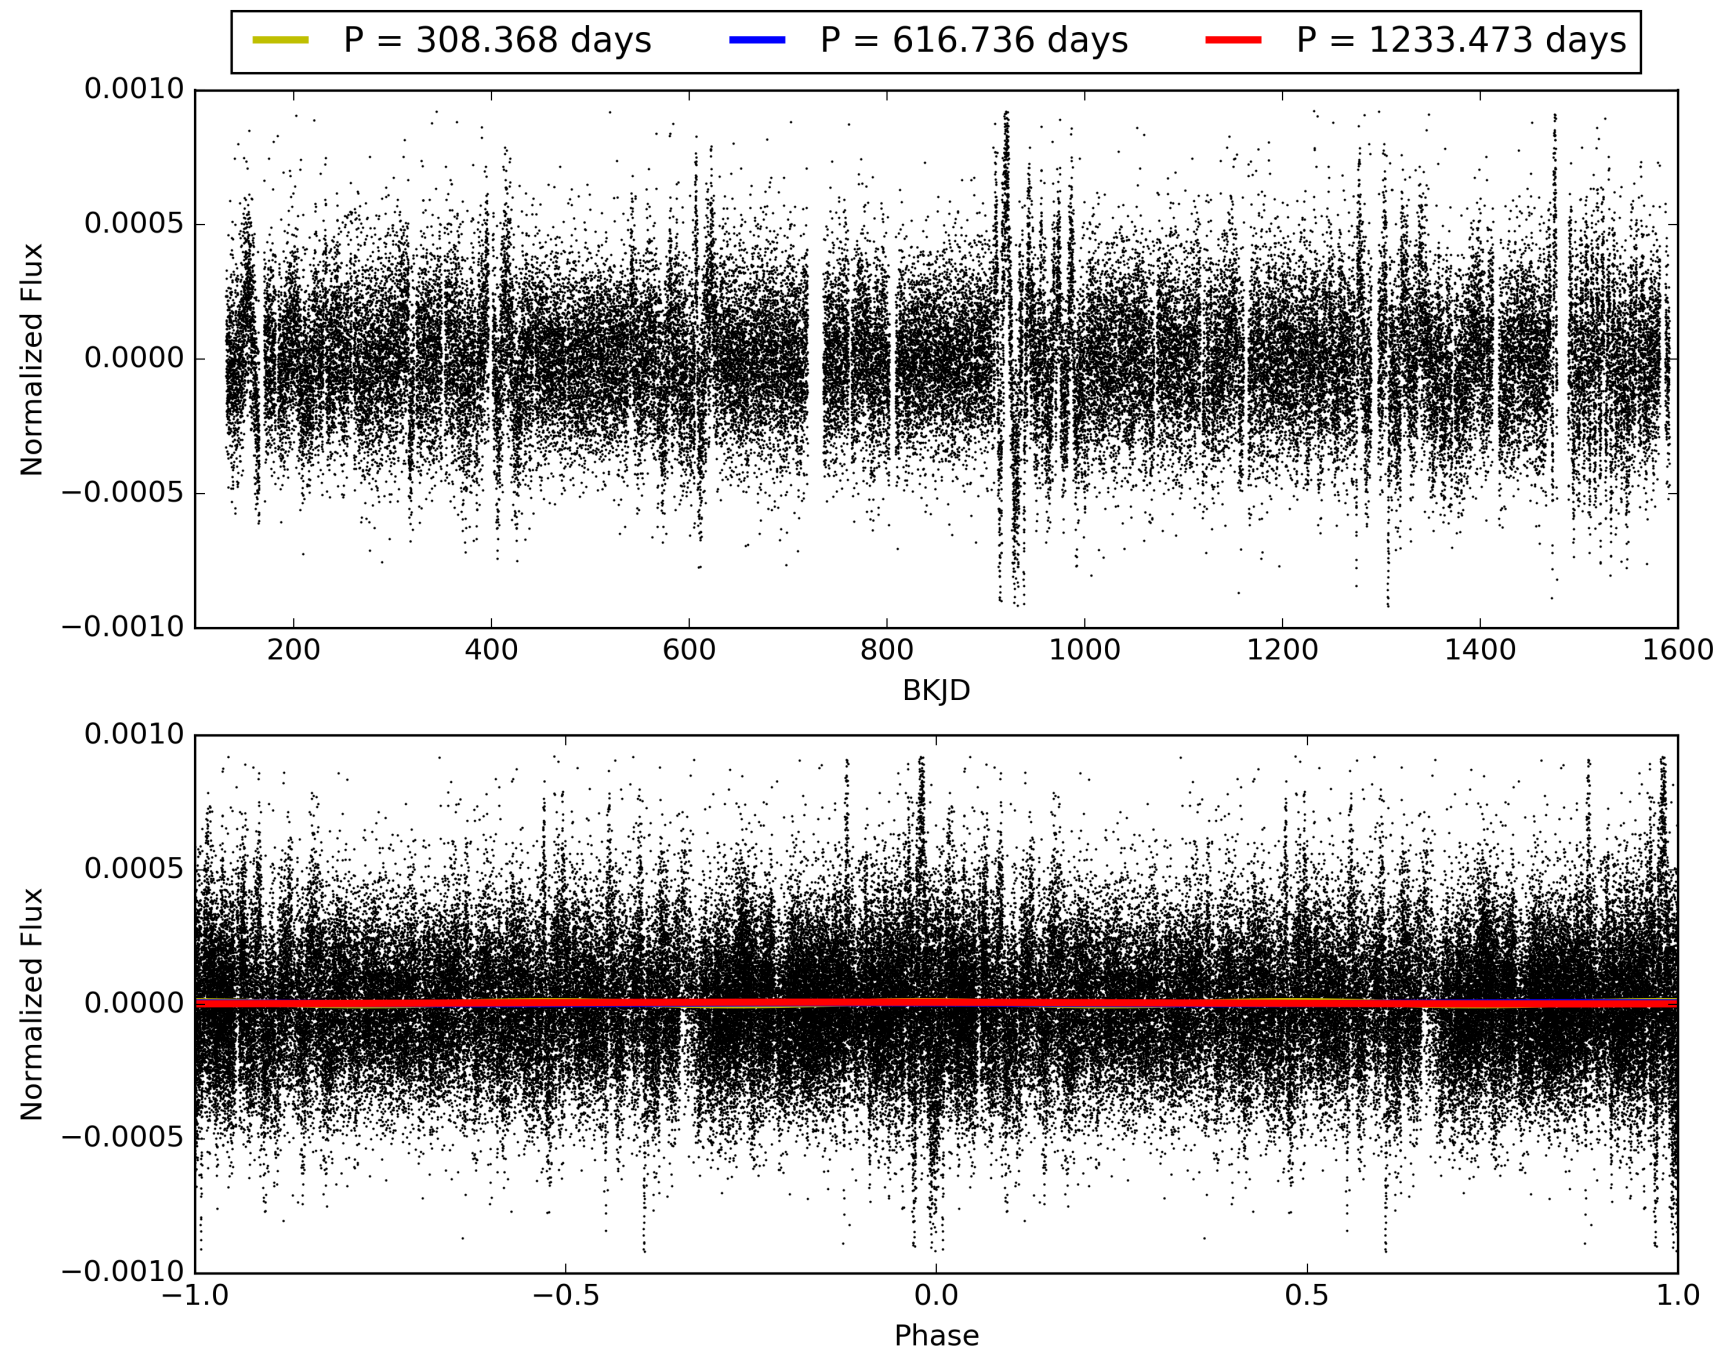 P = 308.368 days P = 616.736 days P = 1233.473 days
0.0010
0.0005
0.0000
−0.0005
−0.0010
Normalized Flux
200 400 600 800 1000 1200 1400 1600
BKJD
0.0010
0.0005
0.0000
−0.0005
−0.0010
Normalized Flux
−1.0 −0.5 0.0 0.5 1.0
Phase